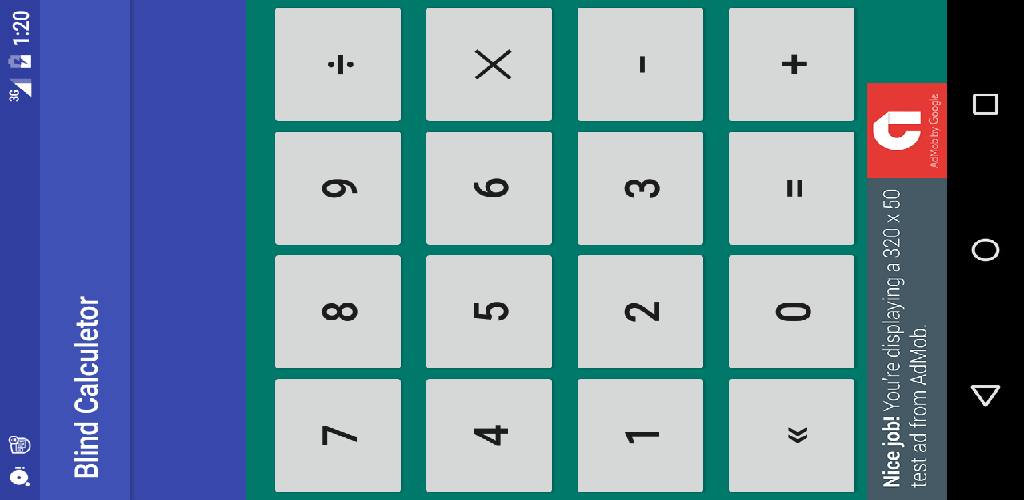 3G 1:20
Blind Calculetor
7 8 9 ÷
4 5 6 ×
1 2 3 -
« 0 = +
Nice job! You're displaying a 320 x 50
test ad from AdMob.
AdMob by Google